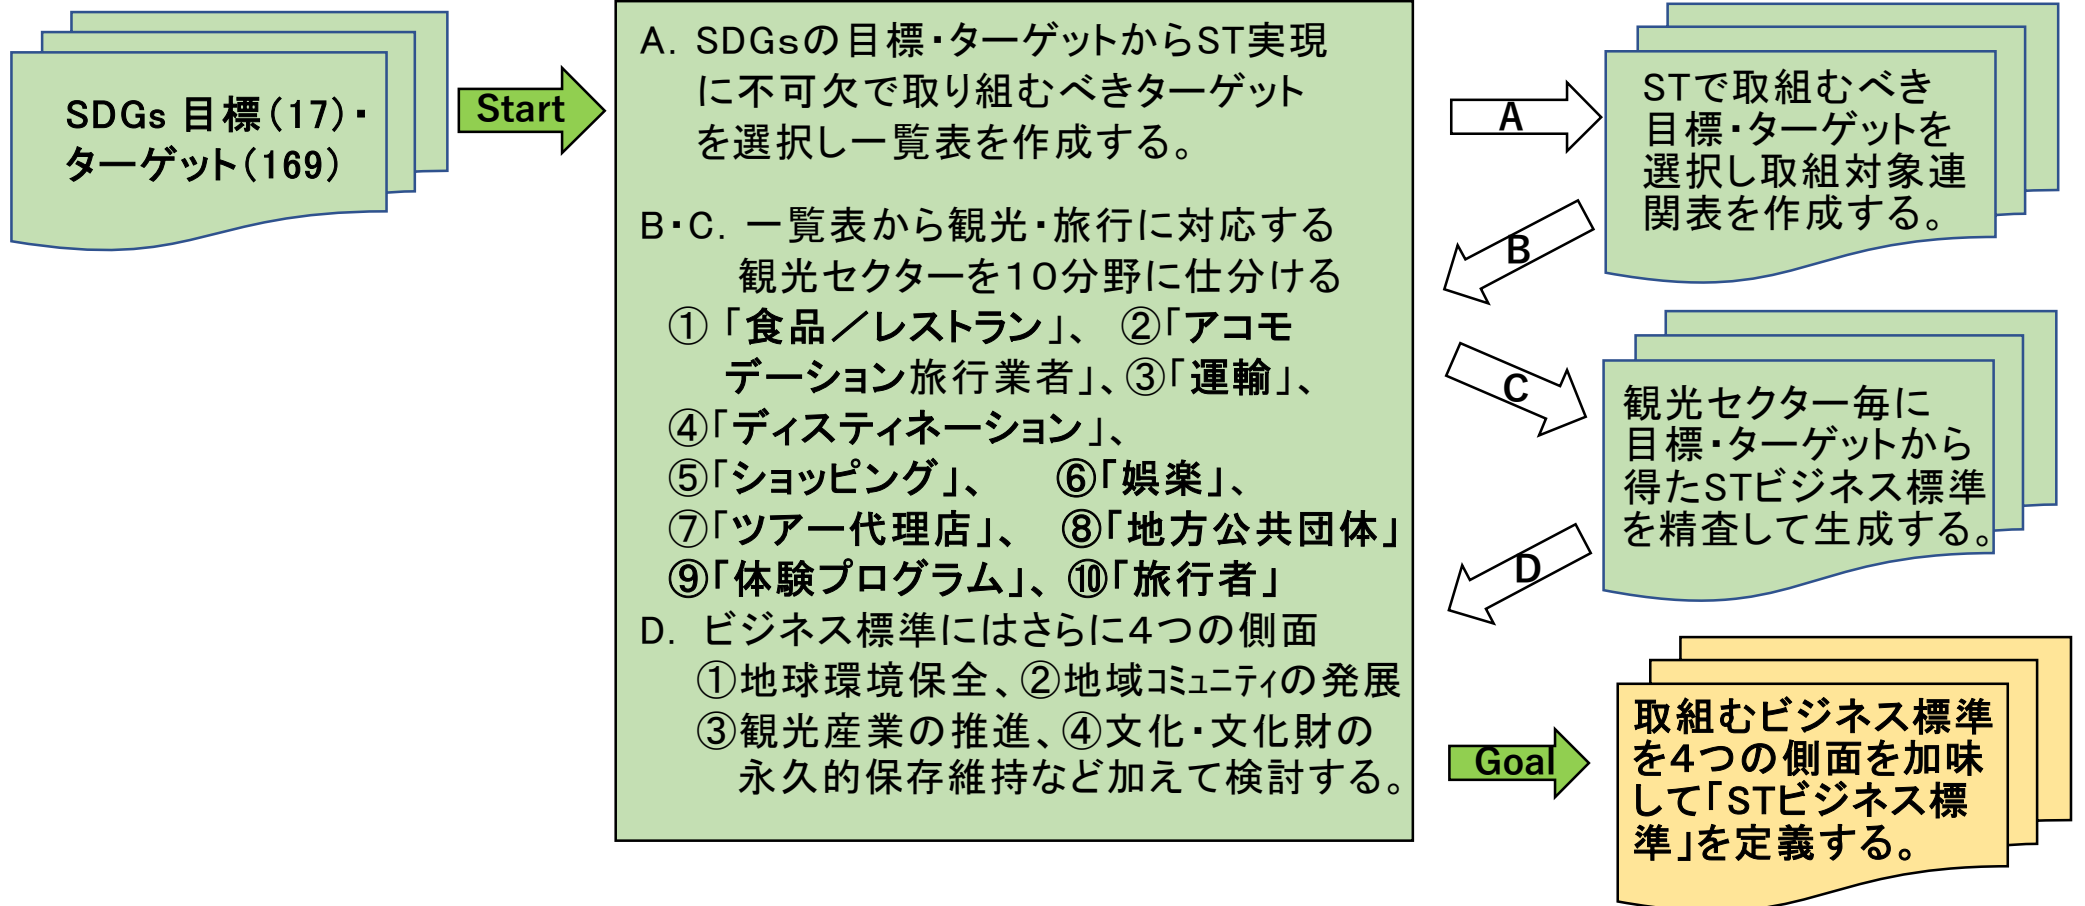 SDGs 目標(17)・
ターゲット(169)
Start
A. SDGsの目標・ターゲットからST実現
に不可欠で取り組むべきターゲット
を選択し一覧表を作成する。
B・C. 一覧表から観光・旅行に対応する
観光セクターを10分野に仕分ける
①「食品／レストラン」、 ②「アコモ
デーション旅行業者」、③「運輸」、
④「ディスティネーション」、
⑤「ショッピング」、 ⑥「娯楽」、
⑦「ツアー代理店」、 ⑧「地方公共団体」
⑨「体験プログラム」、⑩「旅行者」
D. ビジネス標準にはさらに4つの側面
①地球環境保全、②地域ｺﾐｭﾆﾃｨの発展
③観光産業の推進、④文化・文化財の
永久的保存維持など加えて検討する。
A
STで取組むべき
目標・ターゲットを
選択し取組対象連
関表を作成する。
B
C
観光セクター毎に
目標・ターゲットから
得たSTビジネス標準
を精査して生成する。
D
Goal
取組むビジネス標準
を4つの側面を加味
して「STビジネス標
準」を定義する。